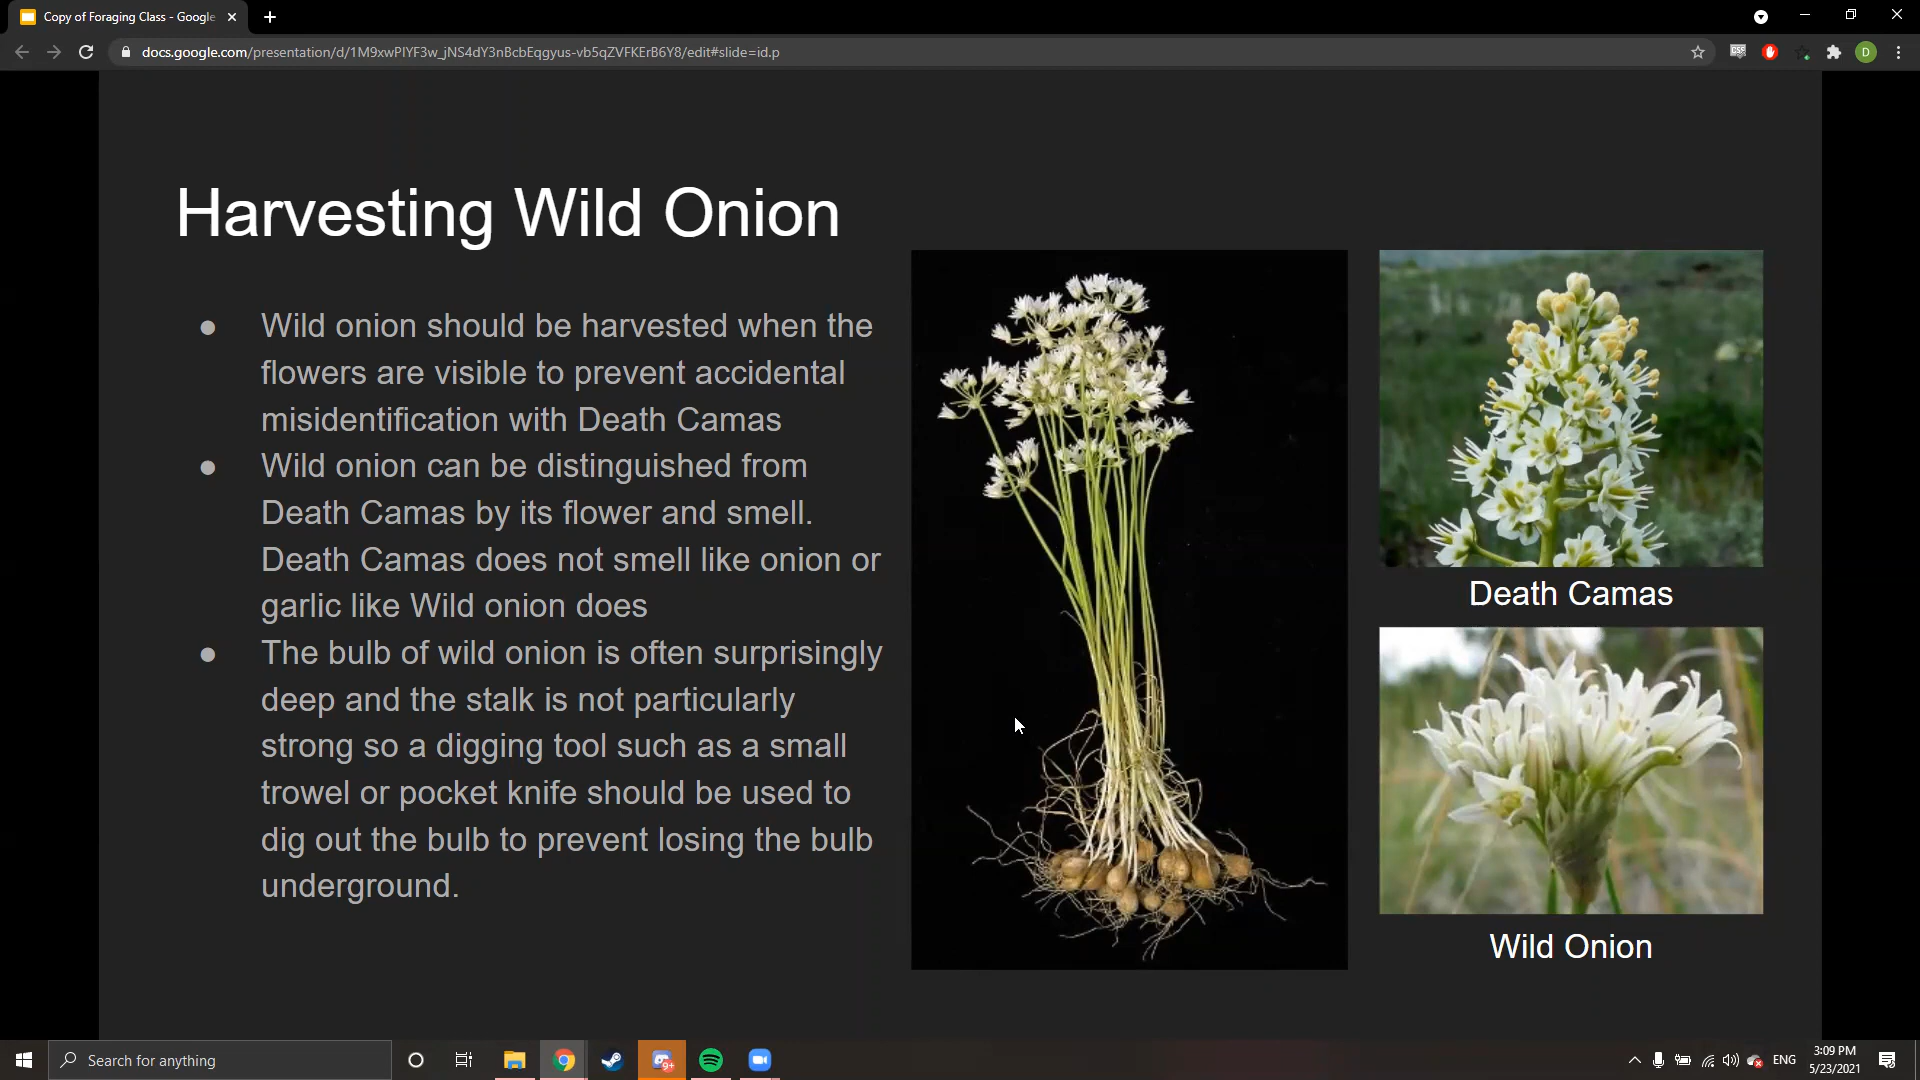 Copy of Foraging Class - Google
docs.google.com/presentation/d/1M9xwPIYF3w_jNS4dY3nBcbEqgyus-vb5qZVFKErB6Y8/edit#slide=id.p
CSP
D
Harvesting Wild Onion
● Wild onion should be harvested when the
flowers are visible to prevent accidental
misidentification with Death Camas
● Wild onion can be distinguished from
Death Camas by its flower and smell.
Death Camas does not smell like onion or
garlic like Wild onion does
● The bulb of wild onion is often surprisingly
deep and the stalk is not particularly
strong so a digging tool such as a small
trowel or pocket knife should be used to
dig out the bulb to prevent losing the bulb
underground.
Death Camas
Wild Onion
Search for anything
9+
ENG
3:09 PM
5/23/2021